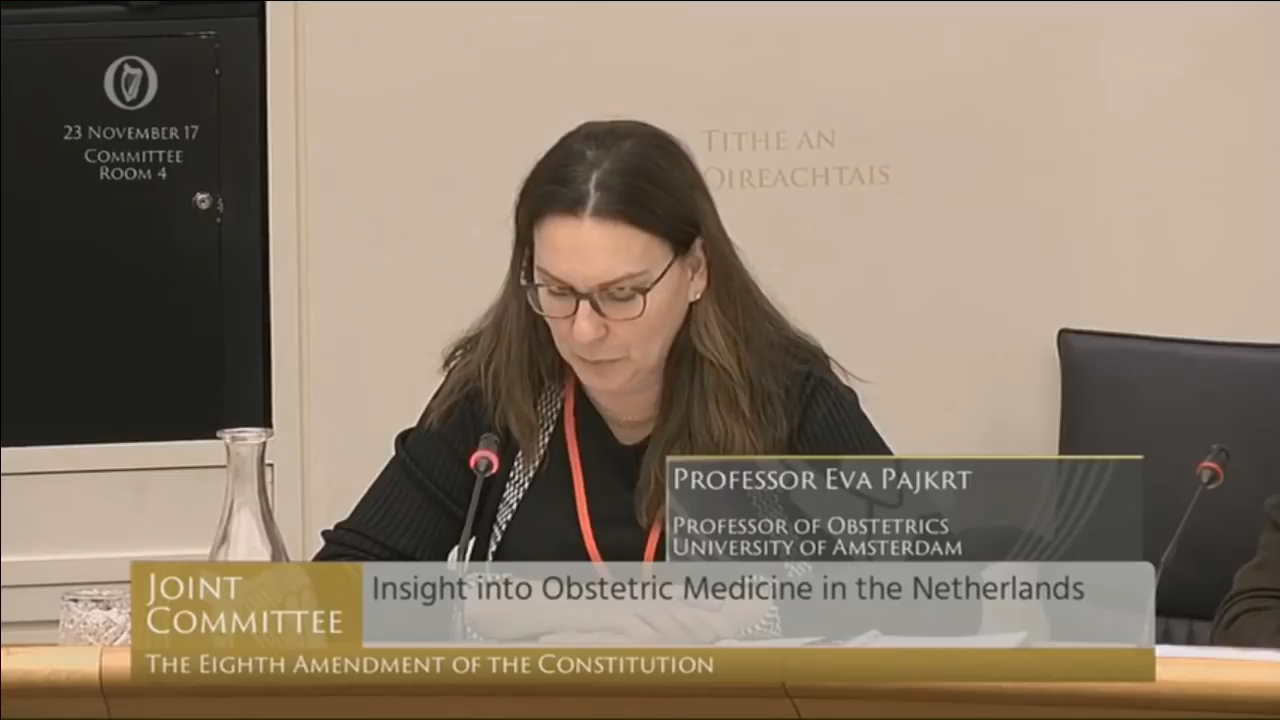 23 NOVEMBER 17
COMMITTEE
ROOM 4
TITHE AN
OIREACHTAIS
PROFESSOR EVA PAJKRT
PROFESSOR OF OBSTETRICS
UNIVERSITY OF AMSTERDAM
JOINT
COMMITTEE
Insight into Obstetric Medicine in the Netherlands
THE EIGHTH AMENDMENT OF THE CONSTITUTION